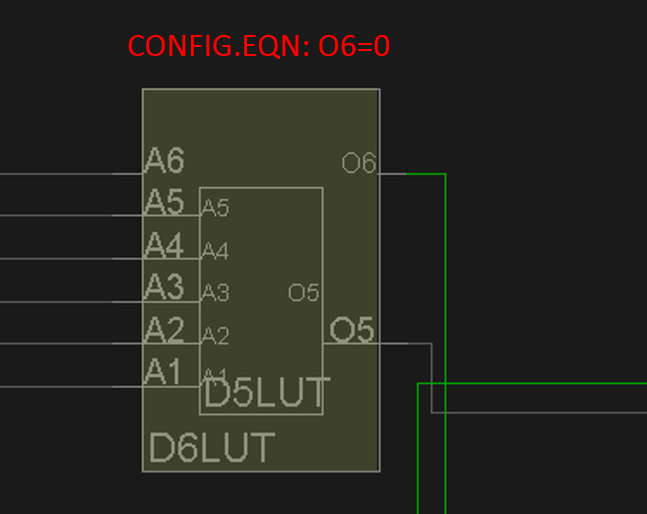 CONFIG.EQN: O6=0
A6
O6
A5
A5
A4
A4
A3
A3
O5
A2
A2
O5
A1
A1
D5LUT
D6LUT